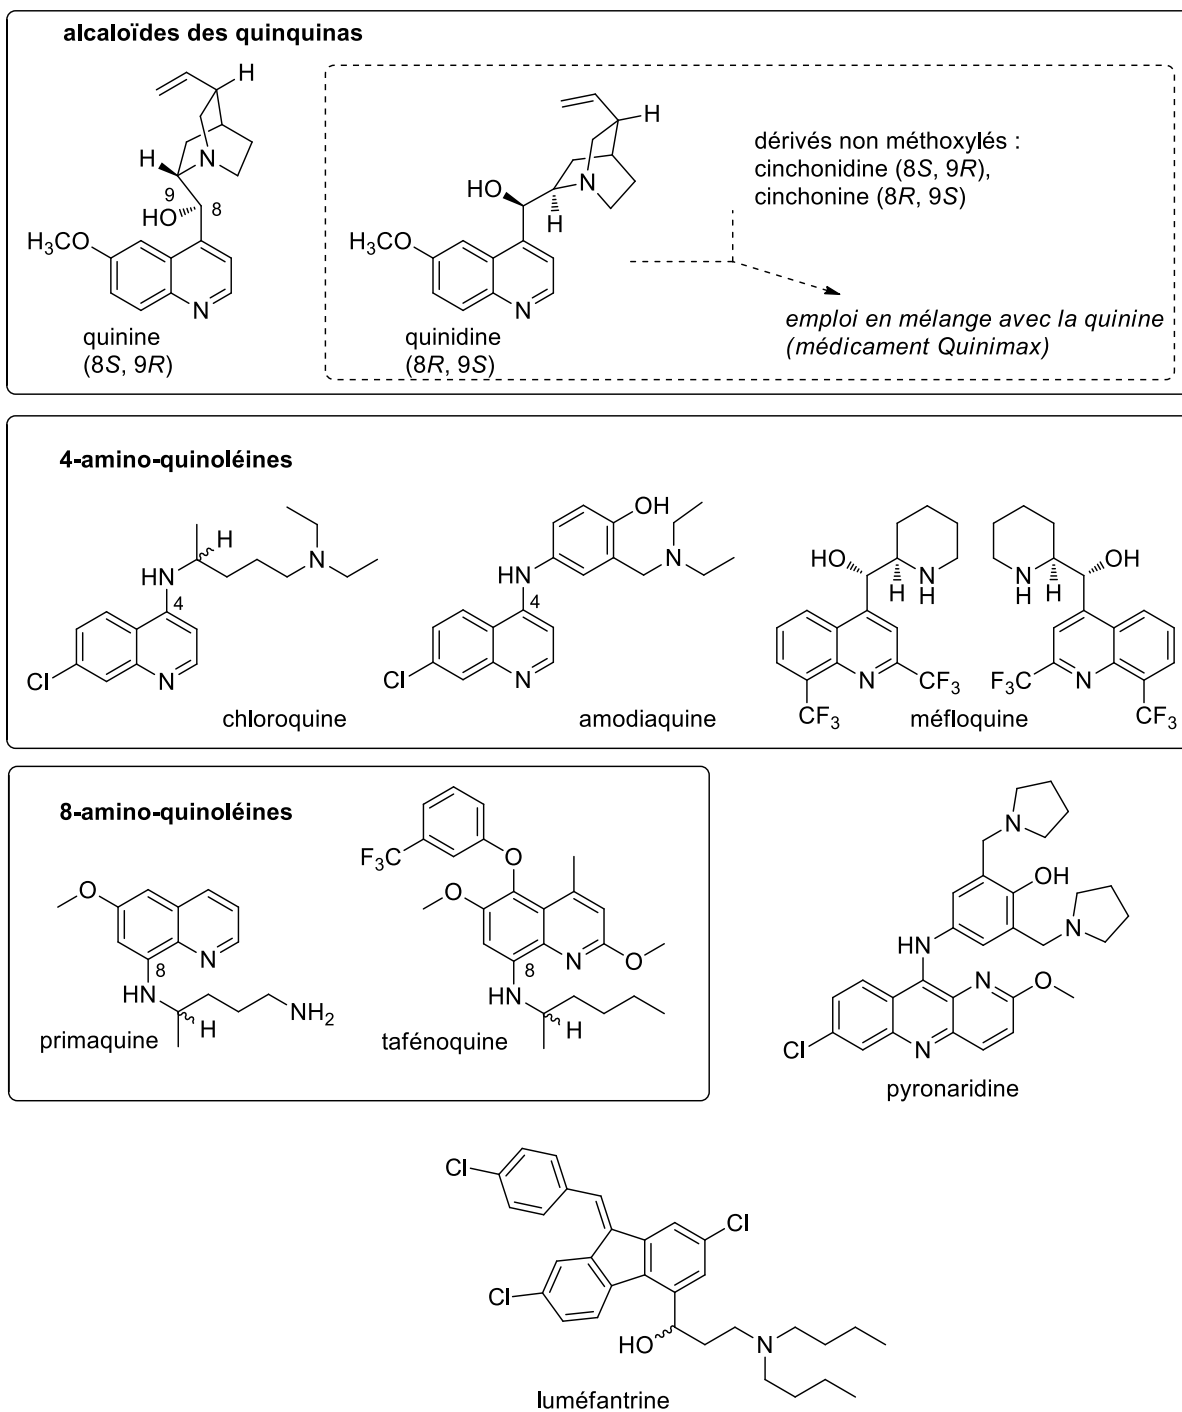 alcaloïdes des quinquinas
H
H
N
9
HO
8
H₃CO
N
quinine
(8S, 9R)
H
HO
N
H
H₃CO
N
quinidine
(8R, 9S)
dérivés non méthoxylés :
cinchonidine (8S, 9R),
cinchonine (8R, 9S)
emploi en mélange avec la quinine
(médicament Quinimax)
4-amino-quinoléines
H
N
HN
4
Cl
N
chloroquine
OH
N
HN
4
Cl
N
amodiaquine
HO
H
N
H
N
CF₃
CF₃
OH
N
H
H
F₃C
N
CF₃
méfloquine
8-amino-quinoléines
O
N
8
HN
NH₂
H
primaquine
F₃C
O
O
N
O
8
HN
H
tafénoquine
N
OH
N
HN
N
O
Cl
N
pyronaridine
Cl
Cl
Cl
HO
N
luméfantrine